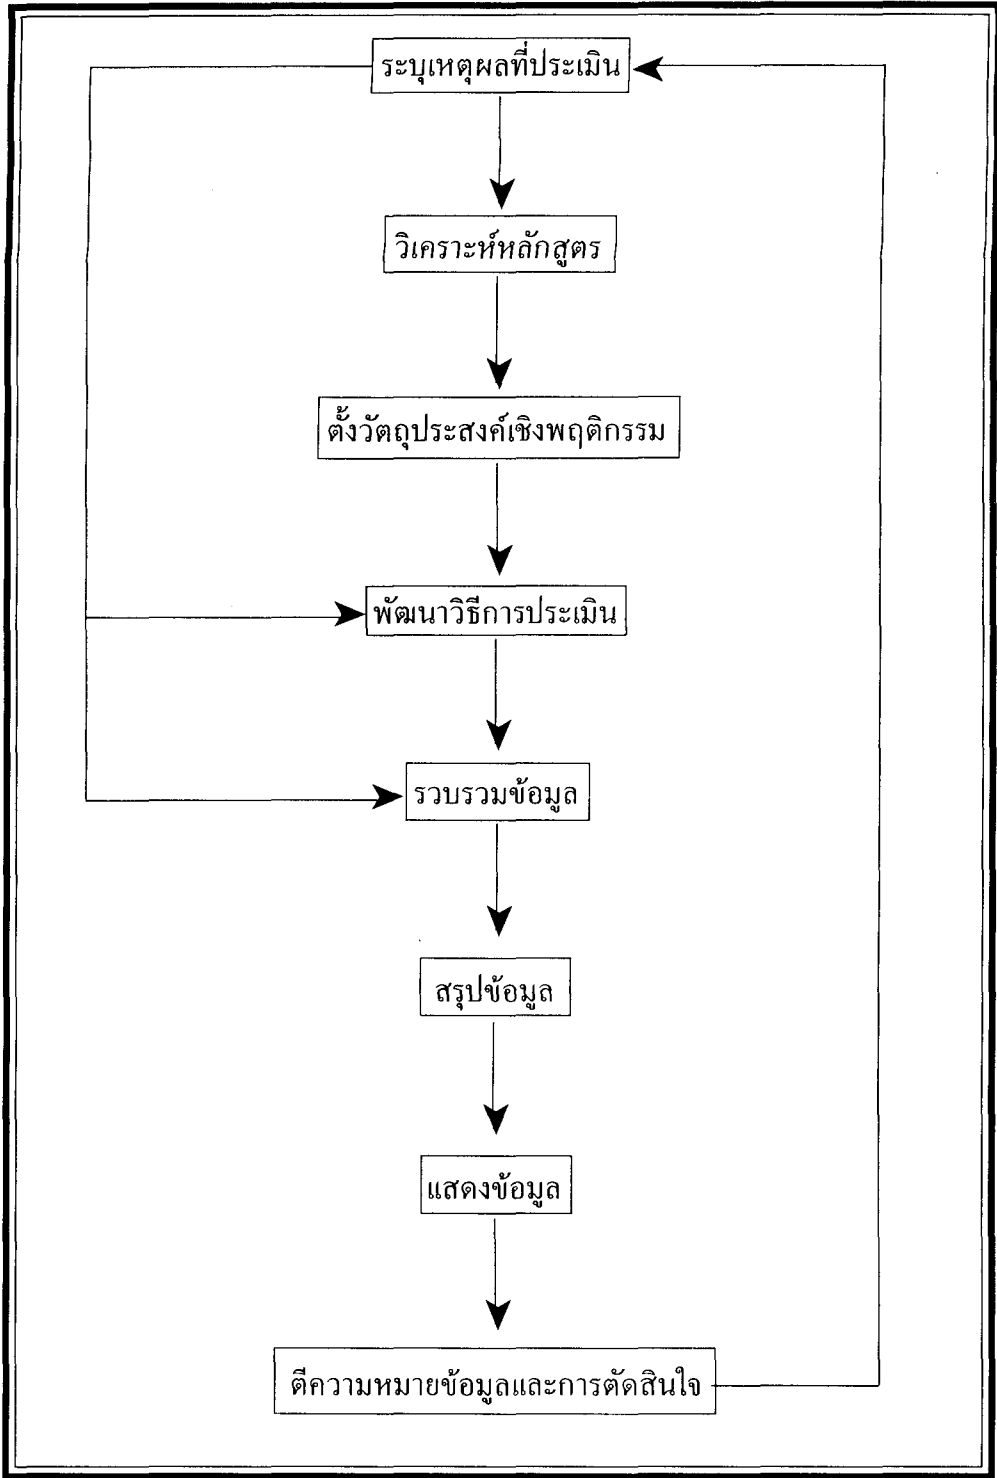 ระบุเหตุผลที่ประเมิน
วิเคราะห์หลักสูตร
ตั้งวัตถุประสงค์เชิงพฤติกรรม
พัฒนาวิธีการประเมิน
รวบรวมข้อมูล
สรุปข้อมูล
แสดงข้อมูล
ตีความหมายข้อมูลและการตัดสินใจ